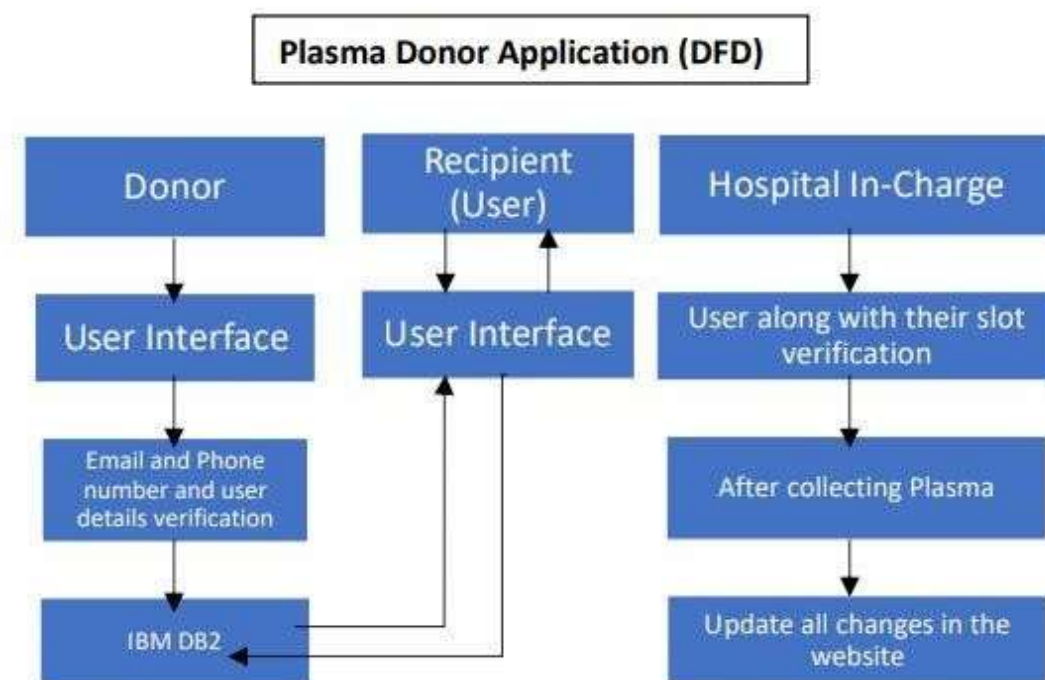 Plasma Donor Application (DFD)
Donor
User Interface
Email and Phone
number and user
details verification
IBM DB2
Recipient
(User)
User Interface
Hospital In-Charge
User along with their slot
verification
After collecting Plasma
Update all changes in the
website